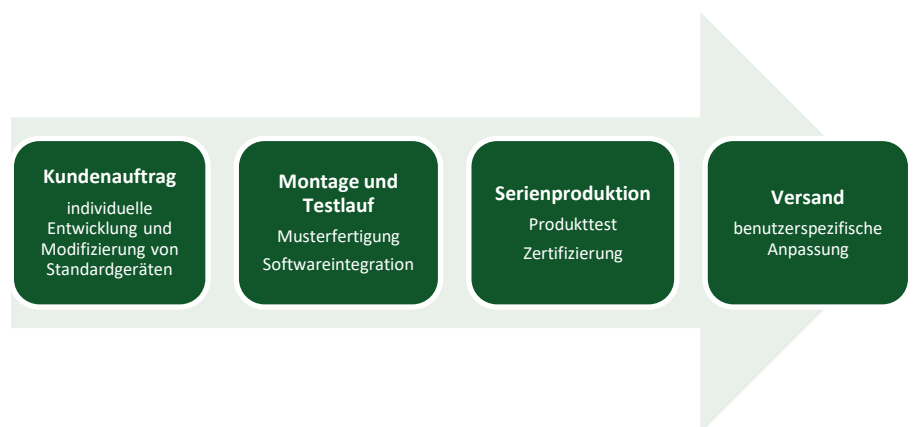 Kundenauftrag
individuelle
Entwicklung und
Modifizierung von
Standardgeräten
Montage und
Testlauf
Musterfertigung
Softwareintegration
Serienproduktion
Produkttest
Zertifizierung
Versand
benutzerspezifische
Anpassung